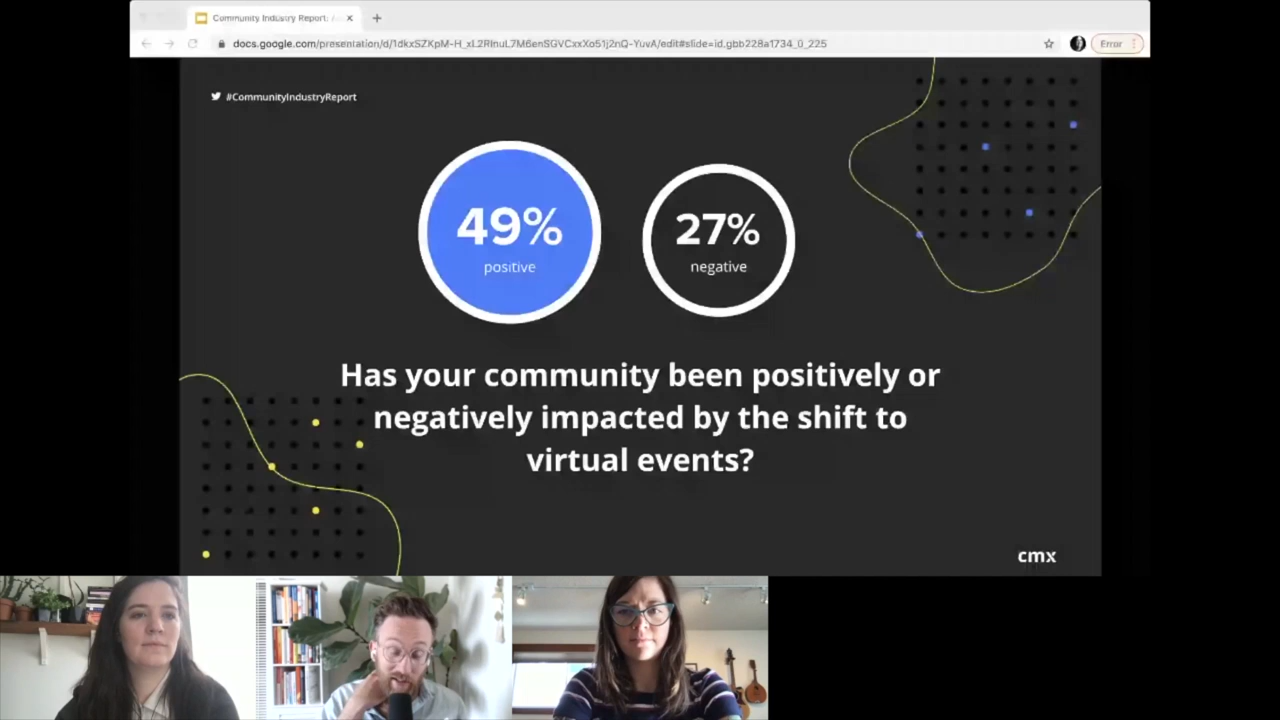 Community Industry Report:
docs.google.com/presentation/d/1dkxSZKpM-H_xL2RlnuL7M6enSGVCxxXo51j2nQ-YuvA/edit#slide=id.gbb228a1734_0_225
Error
#CommunityIndustryReport
49%
positive
27%
negative
Has your community been positively or
negatively impacted by the shift to
virtual events?
cmx